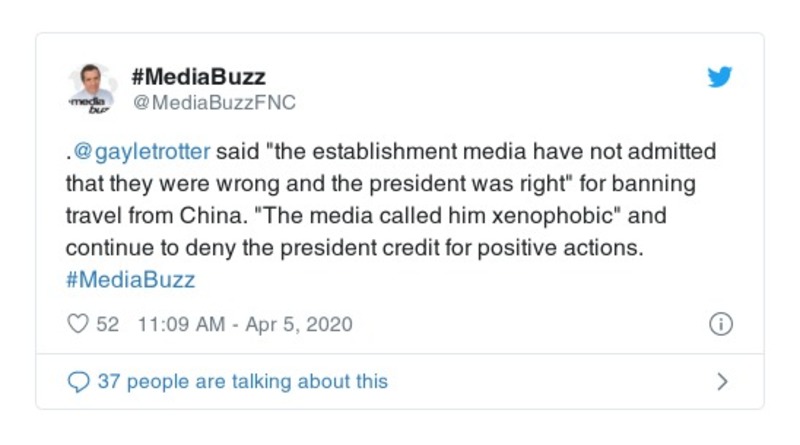 #MediaBuzz
@MediaBuzzFNC
media
buzz
.@gayletrotter said "the establishment media have not admitted
that they were wrong and the president was right" for banning
travel from China. "The media called him xenophobic" and
continue to deny the president credit for positive actions.
#MediaBuzz
52 11:09 AM - Apr 5, 2020
37 people are talking about this